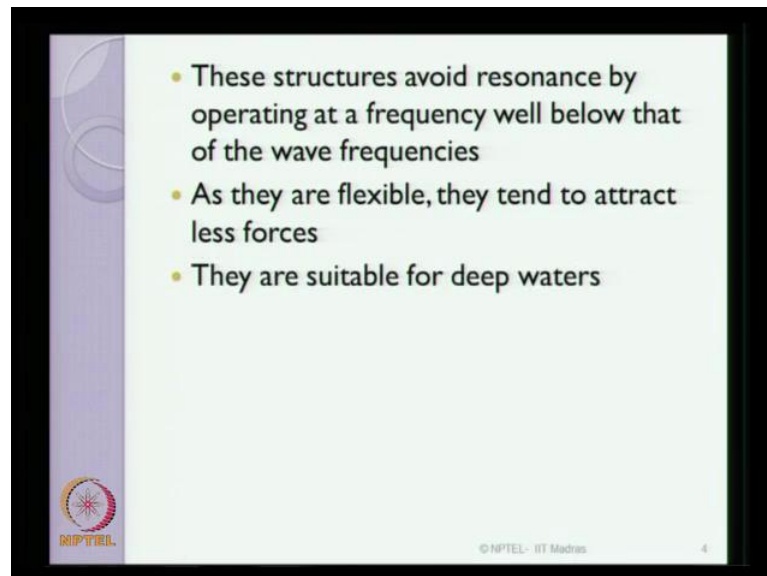 • These structures avoid resonance by
operating at a frequency well below that
of the wave frequencies
• As they are flexible, they tend to attract
less forces
• They are suitable for deep waters
NPTEL
© NPTEL- IIT Madras
4